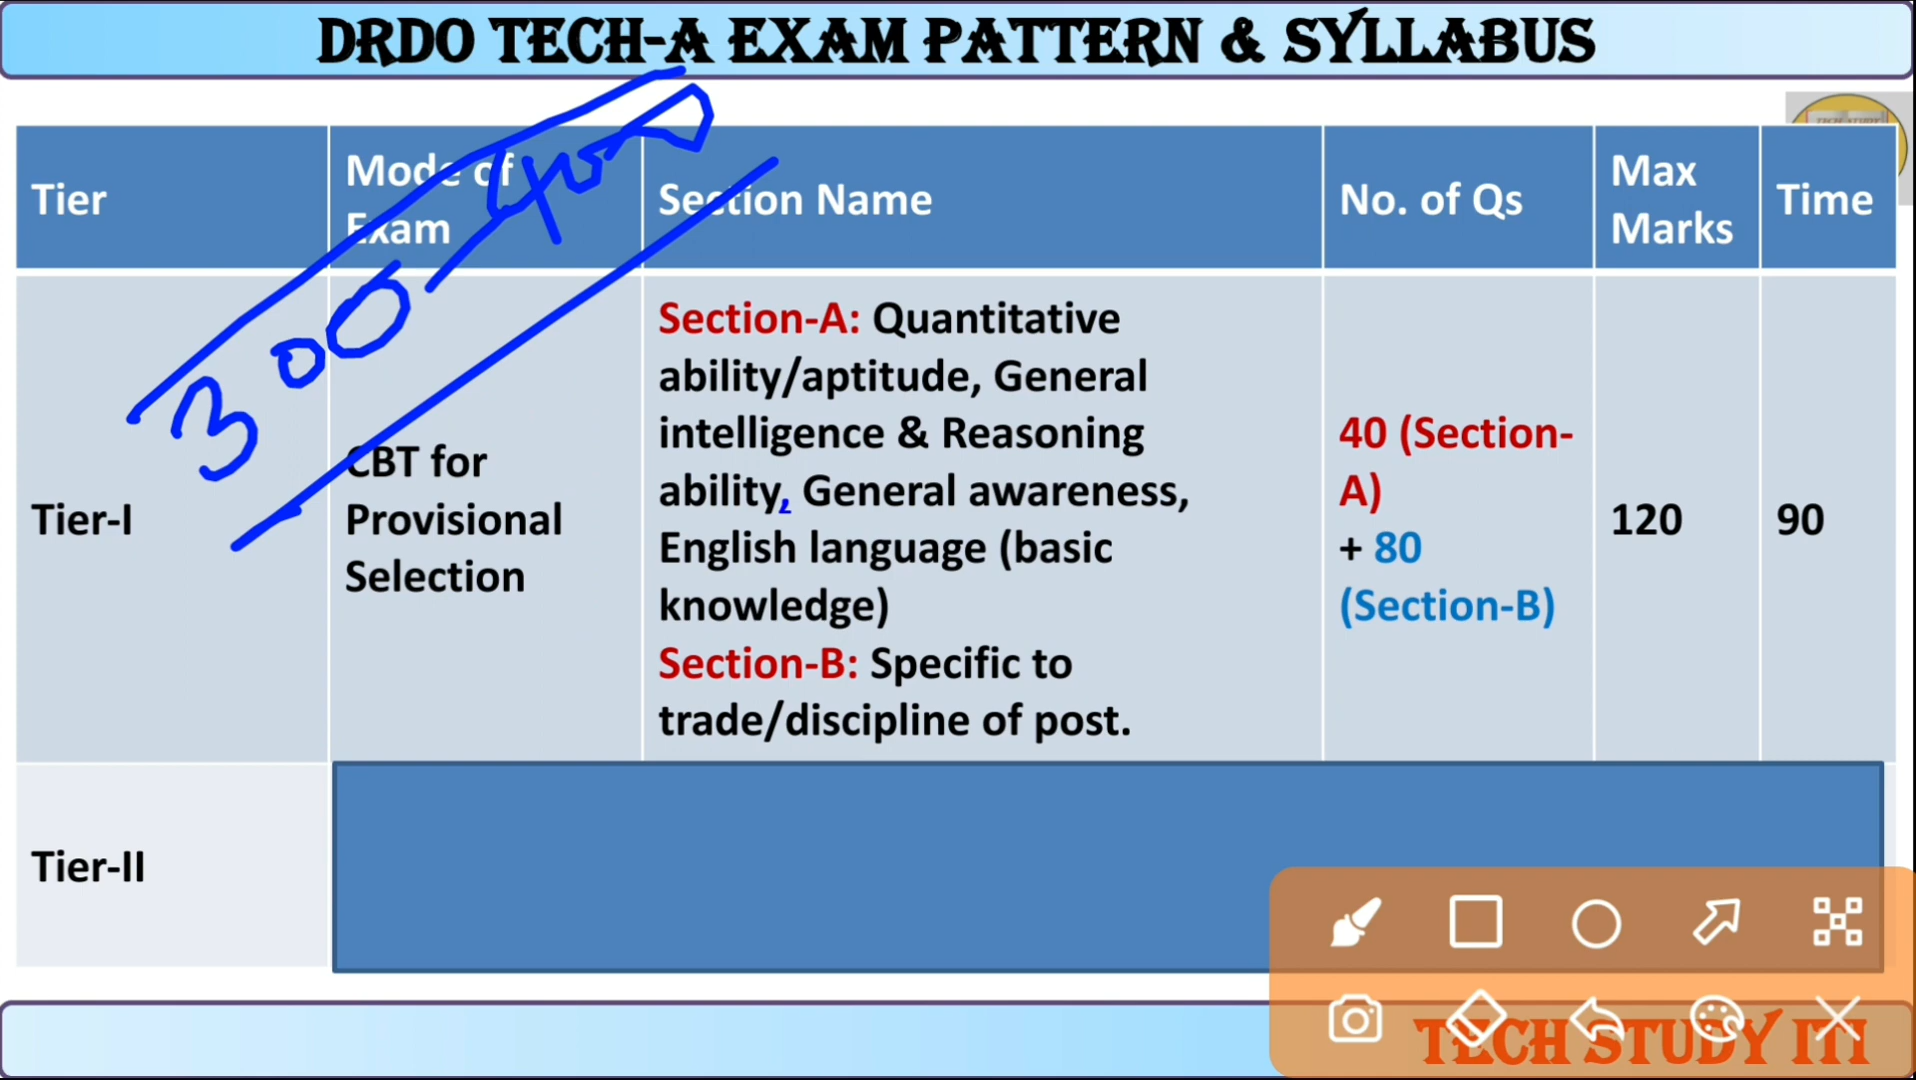 DRDO TECH-A EXAM PATTERN & SYLLABUS
Tier
Mode of
Exam
Section Name
No. of Qs
Max
Marks
Time
Tier-I
CBT for
Provisional
Selection
Section-A: Quantitative
ability/aptitude, General
intelligence & Reasoning
ability, General awareness,
English language (basic
knowledge)
Section-B: Specific to
trade/discipline of post.
40 (Section-
A)
+ 80
(Section-B)
120
90
300-400
Tier-II
TECH STUDY ITI